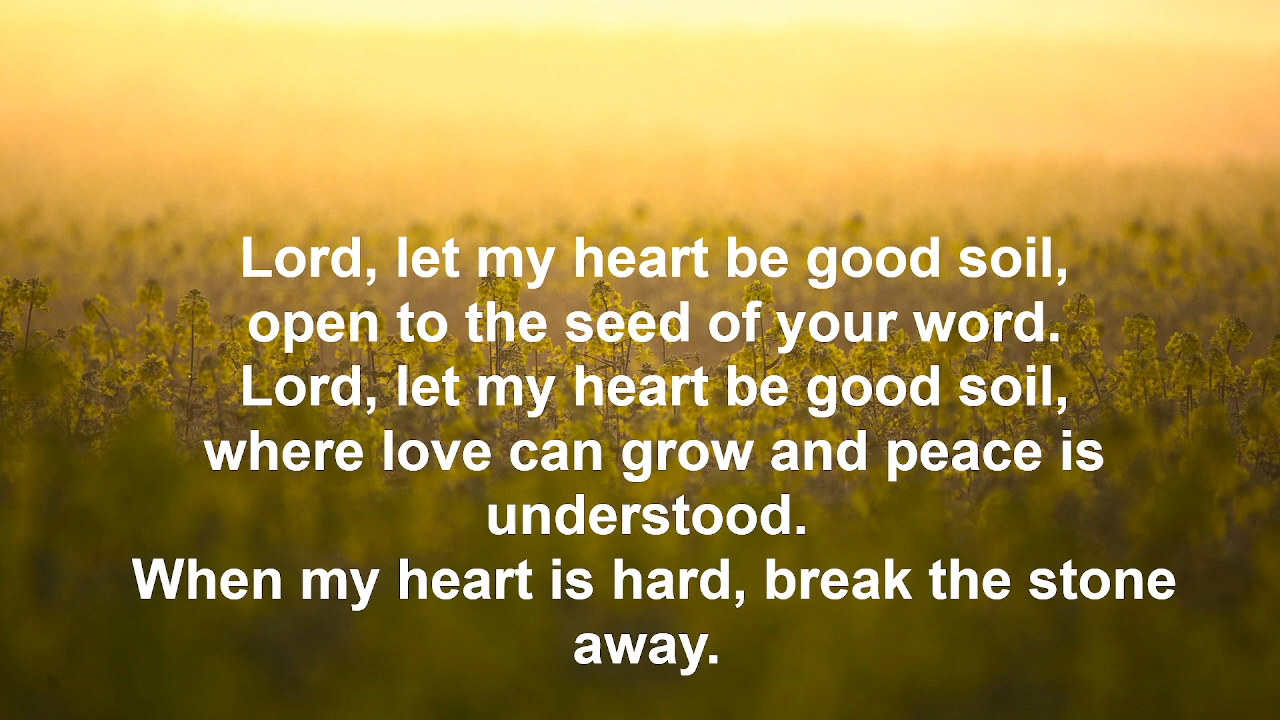 Lord, let my heart be good soil,
open to the seed of your word.
Lord, let my heart be good soil,
where love can grow and peace is
understood.
When my heart is hard, break the stone
away.